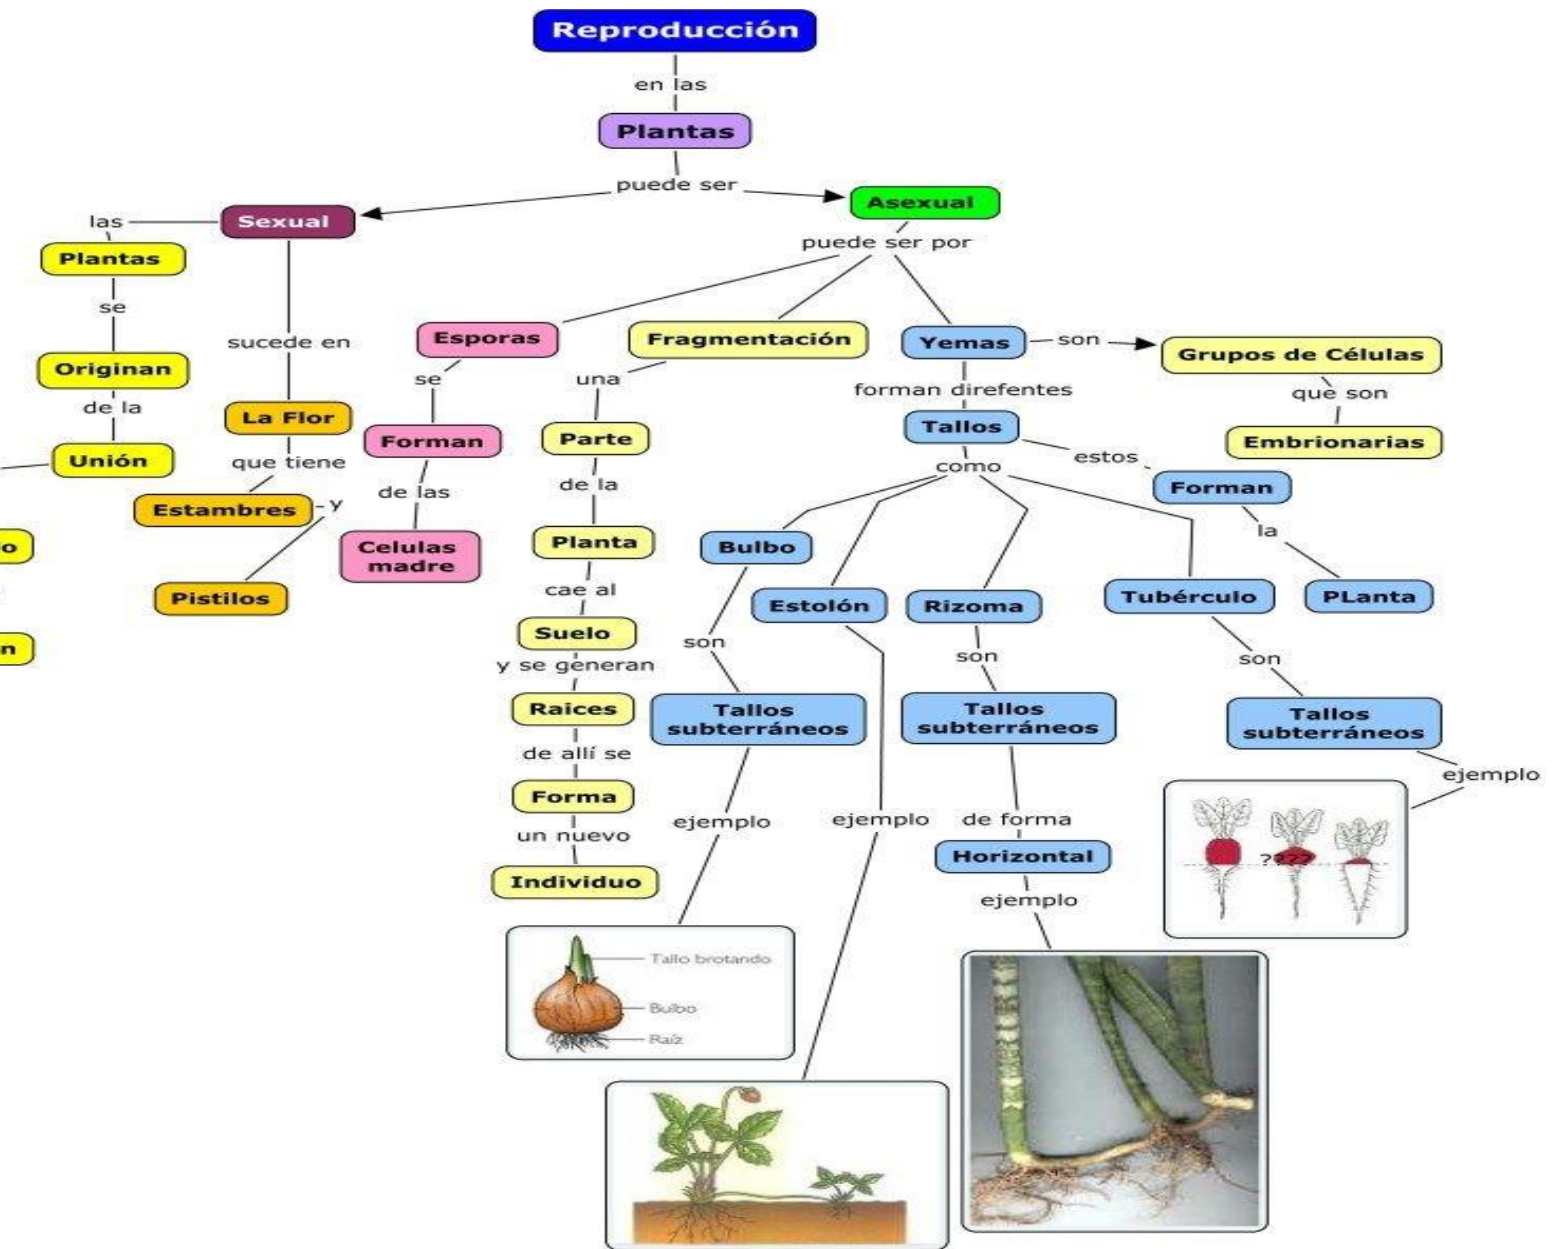 Reproducción
en las
Plantas
puede ser
Sexual
Asexual
las
Plantas
se
Originan
de la
Unión
o
n
sucede en
La Flor
que tiene
Estambres
y
Pistilos
puede ser por
Esporas
se
Forman
de las
Celulas
madre
Fragmentación
una
Parte
de la
Planta
cae al
Suelo
y se generan
Raices
de allí se
Forma
un nuevo
Individuo
Yemas
son
Grupos de Células
que son
Embrionarias
forman direfentes
Tallos
estos
Forman
la
PLanta
como
Bulbo
son
Tallos
subterráneos
ejemplo
Tallo brotando
Bulbo
Raíz
Estolón
ejemplo
Rizoma
son
Tallos
subterráneos
de forma
Horizontal
ejemplo
Tubérculo
son
Tallos
subterráneos
ejemplo
????